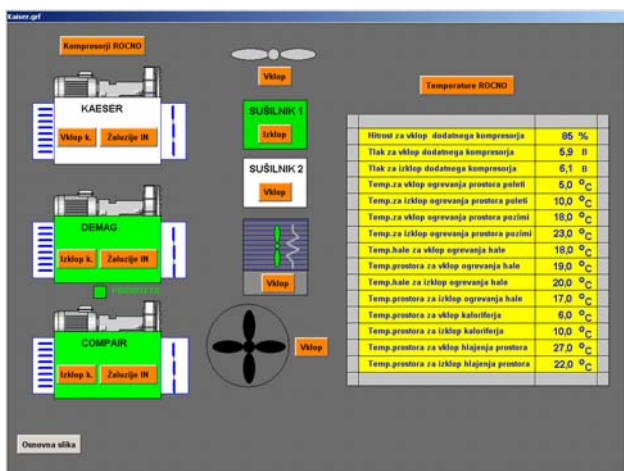 Kaiser.grf
Kompresorji ROCNO
Vklop
Temperature ROCNO
KAESER
Vklop k.
Žaluzije IN
SUŠILNIK 1
Izklop
SUŠILNIK 2
Vklop
DEMAG
Izklop k.
Žaluzije IN
Vklop
COMPAIR
Izklop k.
Žaluzije IN
Vklop
Hitrost za vklop dodatnega kompresorja 85 %
Tlak za vklop dodatnega kompresorja 5,9 B
Tlak za izklop dodatnega kompresorja 6,1 B
Temp.za vklop ogrevanja prostora poleti 5,0 °C
Temp.za izklop ogrevanja prostora poleti 10,0 °C
Temp.za vklop ogrevanja prostora pozimi 18,0 °C
Temp.za izklop ogrevanja prostora pozimi 23,0 °C
Temp.hale za vklop ogrevanja hale 18,0 °C
Temp.prostora za vklop ogrevanja hale 19,0 °C
Temp.hale za izklop ogrevanja hale 20,0 °C
Temp.prostora za izklop ogrevanja hale 17,0 °C
Temp.prostora za vklop kaloriferja 6,0 °C
Temp.prostora za izklop kaloriferja 10,0 °C
Temp.prostora za vklop hlajenja prostora 27,0 °C
Temp.prostora za izklop hlajenja prostora 22,0 °C
Osnovna slika